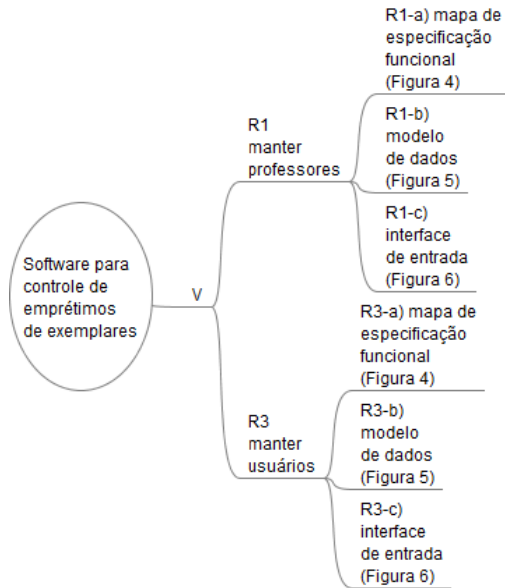 Software para
controle de
emprétimos
de exemplares
V
R1
manter
professores
R1-a) mapa de
especificação
funcional
(Figura 4)
R1-b)
modelo
de dados
(Figura 5)
R1-c)
interface
de entrada
(Figura 6)
R3
manter
usuários
R3-a) mapa de
especificação
funcional
(Figura 4)
R3-b)
modelo
de dados
(Figura 5)
R3-c)
interface
de entrada
(Figura 6)